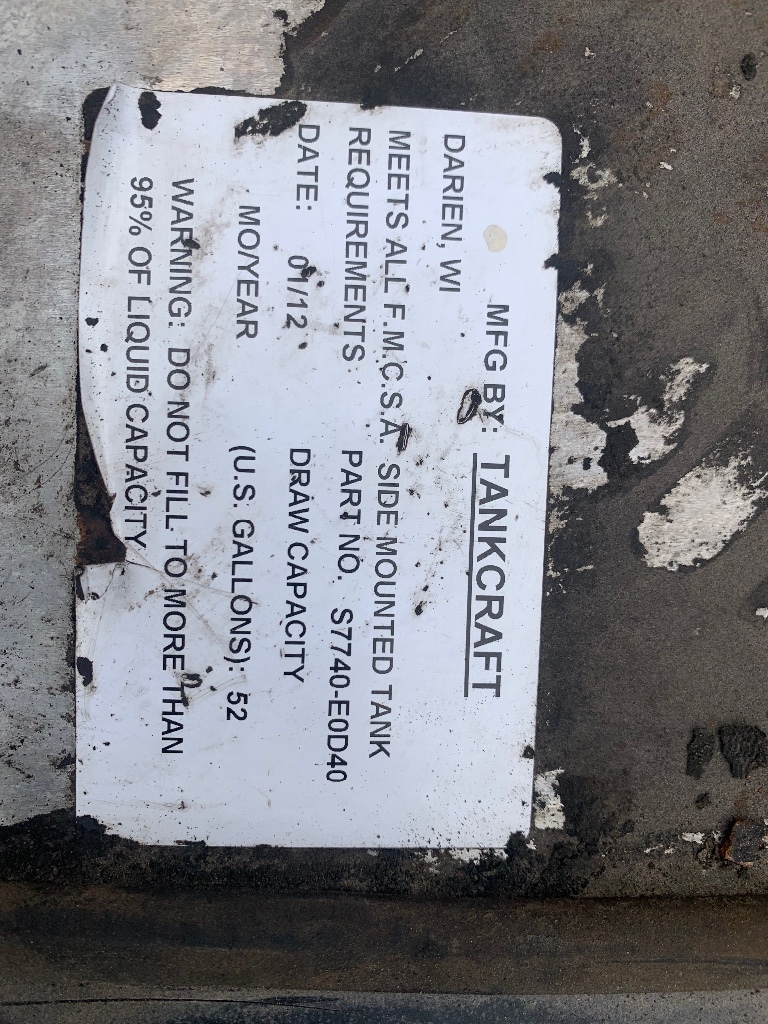 MFG BY: TANKCRAFT
DARIEN, WI
MEETS ALL F.M.C.S.A. SIDE MOUNTED TANK
REQUIREMENTS PART NO. S7740-E0D40
DATE: 01/12 DRAW CAPACITY
MO/YEAR (U.S. GALLONS): 52
WARNING: DO NOT FILL TO MORE THAN
95% OF LIQUID CAPACITY